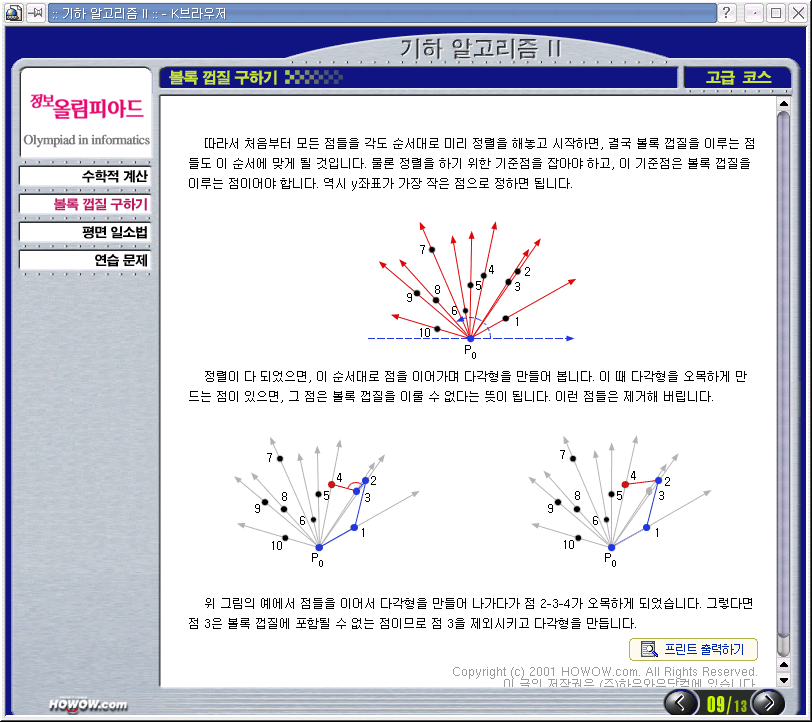 :: 기하 알고리즘 II :: - K브라우저
기하 알고리즘 II
정보올림피아드
Olympiad in informatics
수학적 계산
볼록 껍질 구하기
평면 일소법
연습 문제
볼록 껍질 구하기
고급 코스
따라서 처음부터 모든 점들을 각도 순서대로 미리 정렬을 해놓고 시작하면, 결국 볼록 껍질을 이루는 점
들도 이 순서에 맞게 될 것입니다. 물론 정렬을 하기 위한 기준점을 잡아야 하고, 이 기준점은 볼록 껍질을
이루는 점이어야 합니다. 역시 y좌표가 가장 작은 점으로 정하면 됩니다.
7
4
2
5
3
8
9
6
1
10
P0
정렬이 다 되었으면, 이 순서대로 점을 이어가며 다각형을 만들어 봅니다. 이 때 다각형을 오목하게 만
드는 점이 있으면, 그 점은 볼록 껍질을 이룰 수 없다는 뜻이 됩니다. 이런 점들은 제거해 버립니다.
7
4
2
8
5
3
9
6
1
10
P0
7
4
2
8
5
3
9
6
1
10
P0
위 그림의 예에서 점들을 이어서 다각형을 만들어 나가다가 점 2-3-4가 오목하게 되었습니다. 그렇다면
점 3은 볼록 껍질에 포함될 수 없는 점이므로 점 3을 제외시키고 다각형을 만듭니다.
프린트 출력하기
Copyright (c) 2001 HOWOW.com. All Rights Reserved.
이 글의 저작권은 (주)하우와우닷컴에 있습니다.
HOWOW.com
09/13